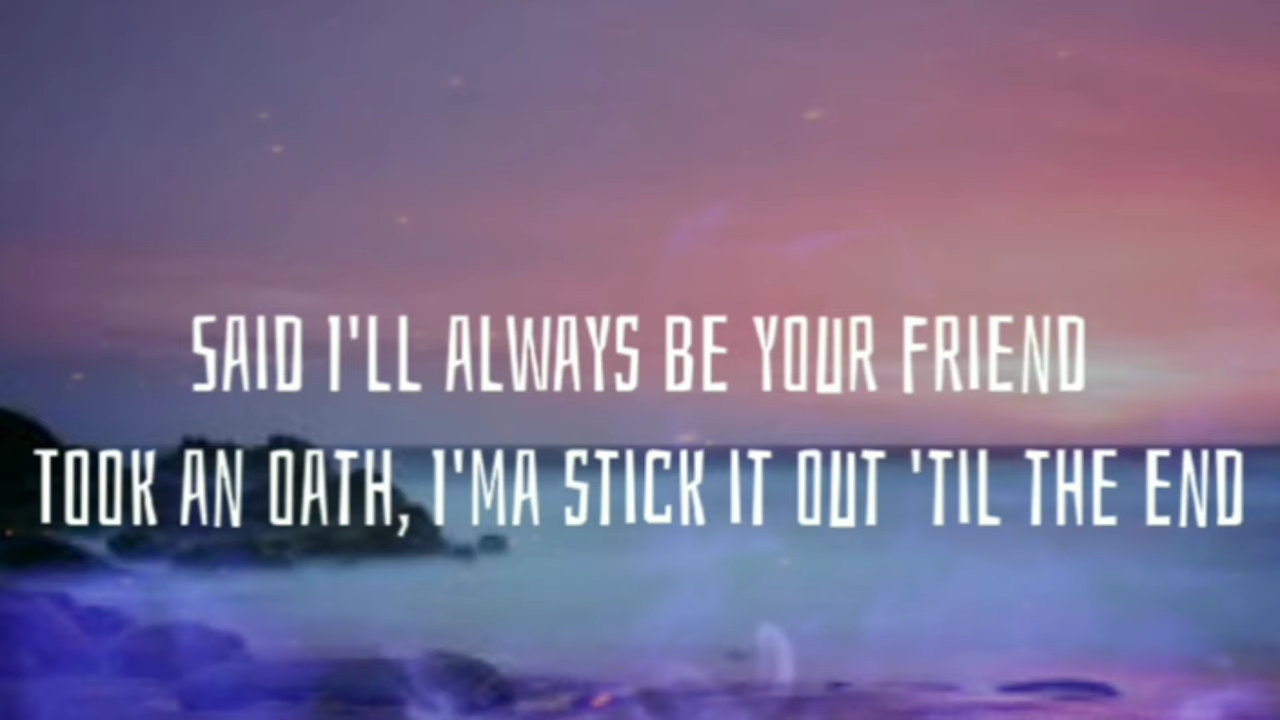 SAID I'LL ALWAYS BE YOUR FRIEND
TOOK AN OATH, I'MA STICK IT OUT 'TIL THE END